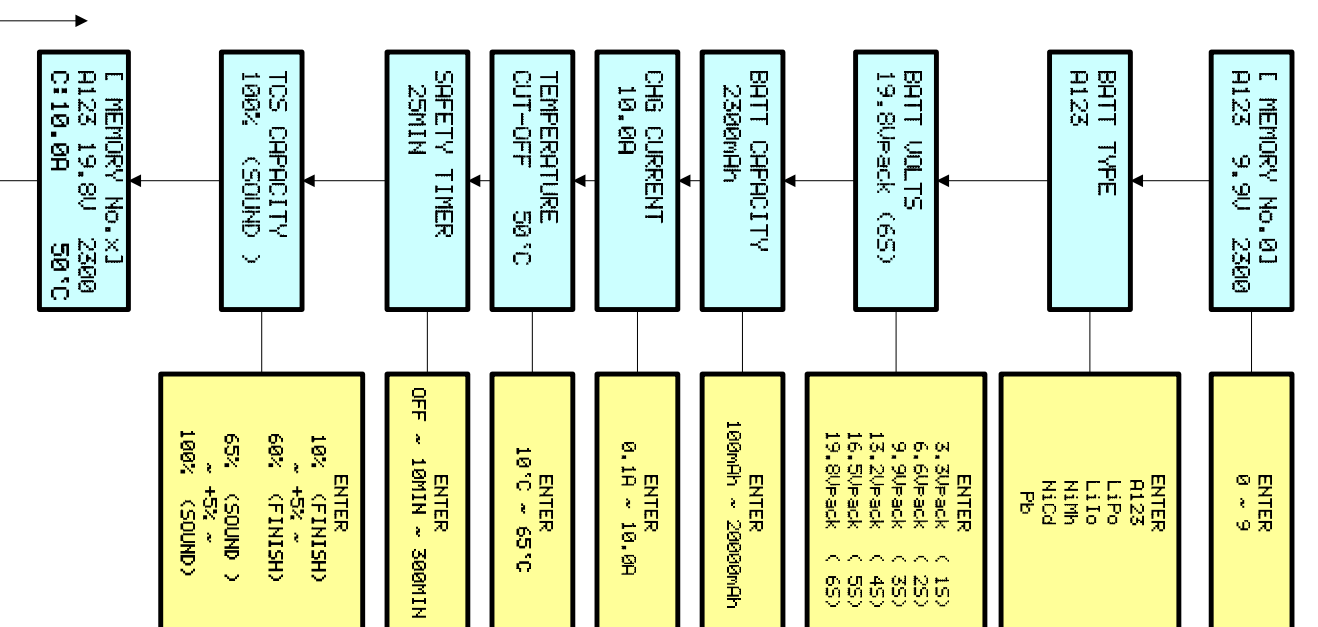 [ MEMORY No.0]
A123  9.9V  2300
ENTER
0 ~ 9
BATT TYPE
A123
ENTER
A123
LiPo
LiIo
NiMh
NiCd
Pb
BATT VOLTS
19.8Vpack (6S)
ENTER
3.3Vpack ( 1S)
6.6Vpack ( 2S)
9.9Vpack ( 3S)
13.2Vpack ( 4S)
16.5Vpack ( 5S)
19.8Vpack ( 6S)
BATT CAPACITY
2300mAh
ENTER
100mAh ~ 20000mAh
CHG CURRENT
10.0A
ENTER
0.1A ~ 10.0A
TEMPERATURE
CUT-OFF  50°C
ENTER
10°C ~ 65°C
SAFETY TIMER
25MIN
ENTER
OFF ~ 10MIN ~ 300MIN
TCS CAPACITY
100%  (SOUND )
ENTER
10%  (FINISH)
~ +5% ~
60%  (FINISH)
65%  (SOUND )
~ +5% ~
100%  (SOUND)
[ MEMORY No.x]
A123 19.8V  2300
C:10.0A    50°C